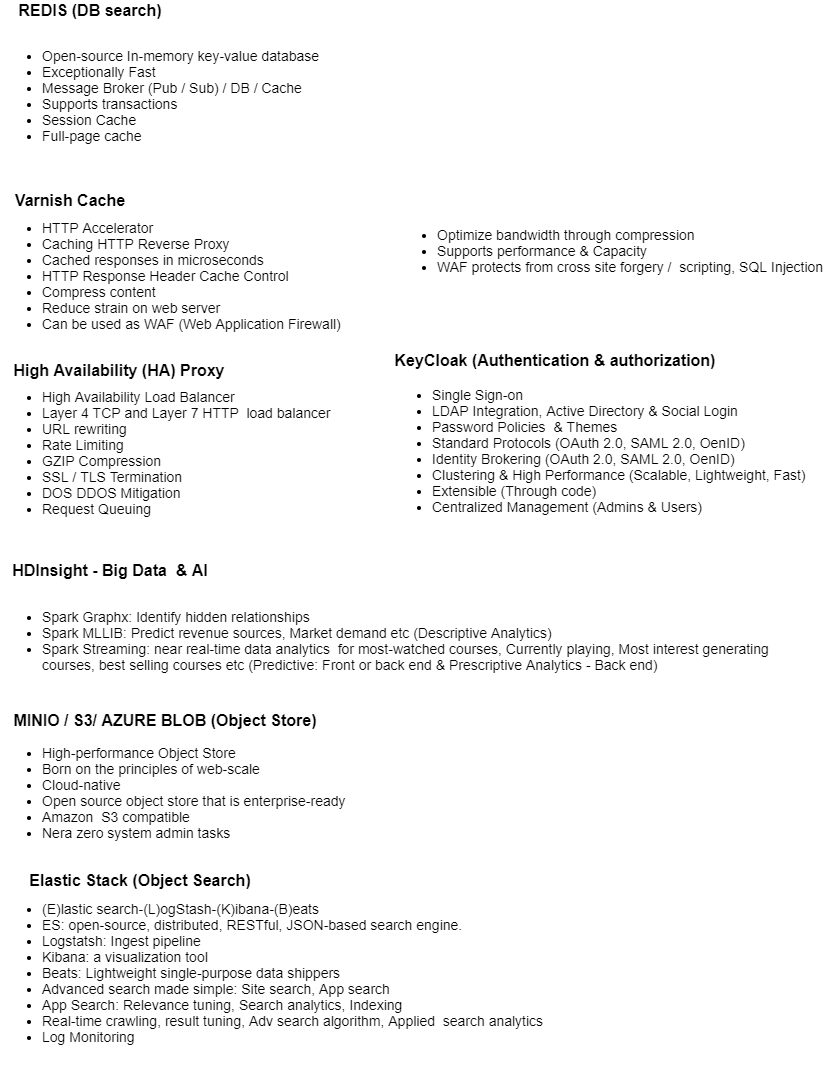 REDIS (DB search)
Open-source In-memory key-value database
Exceptionally Fast
Message Broker (Pub / Sub) / DB / Cache
Supports transactions
Session Cache
Full-page cache
Varnish Cache
HTTP Accelerator
Caching HTTP Reverse Proxy
Cached responses in microseconds
HTTP Response Header Cache Control
Compress content
Reduce strain on web server
Can be used as WAF (Web Application Firewall)
Optimize bandwidth through compression
Supports performance & Capacity
WAF protects from cross site forgery /  scripting, SQL Injection
High Availability (HA) Proxy
High Availability Load Balancer
Layer 4 TCP and Layer 7 HTTP  load balancer
URL rewriting
Rate Limiting
GZIP Compression
SSL / TLS Termination
DOS DDOS Mitigation
Request Queuing
KeyCloak (Authentication & authorization)
Single Sign-on
LDAP Integration, Active Directory & Social Login
Password Policies  & Themes
Standard Protocols (OAuth 2.0, SAML 2.0, OenID)
Identity Brokering (OAuth 2.0, SAML 2.0, OenID)
Clustering & High Performance (Scalable, Lightweight, Fast)
Extensible (Through code)
Centralized Management (Admins & Users)
HDInsight - Big Data  & AI
Spark Graphx: Identify hidden relationships
Spark MLLIB: Predict revenue sources, Market demand etc (Descriptive Analytics)
Spark Streaming: near real-time data analytics  for most-watched courses, Currently playing, Most interest generating
courses, best selling courses etc (Predictive: Front or back end & Prescriptive Analytics - Back end)
MINIO / S3/ AZURE BLOB (Object Store)
High-performance Object Store
Born on the principles of web-scale
Cloud-native
Open source object store that is enterprise-ready
Amazon  S3 compatible
Nera zero system admin tasks
Elastic Stack (Object Search)
(E)lastic search-(L)ogStash-(K)ibana-(B)eats
ES: open-source, distributed, RESTful, JSON-based search engine.
Logstatsh: Ingest pipeline
Kibana: a visualization tool
Beats: Lightweight single-purpose data shippers
Advanced search made simple: Site search, App search
App Search: Relevance tuning, Search analytics, Indexing
Real-time crawling, result tuning, Adv search algorithm, Applied  search analytics
Log Monitoring